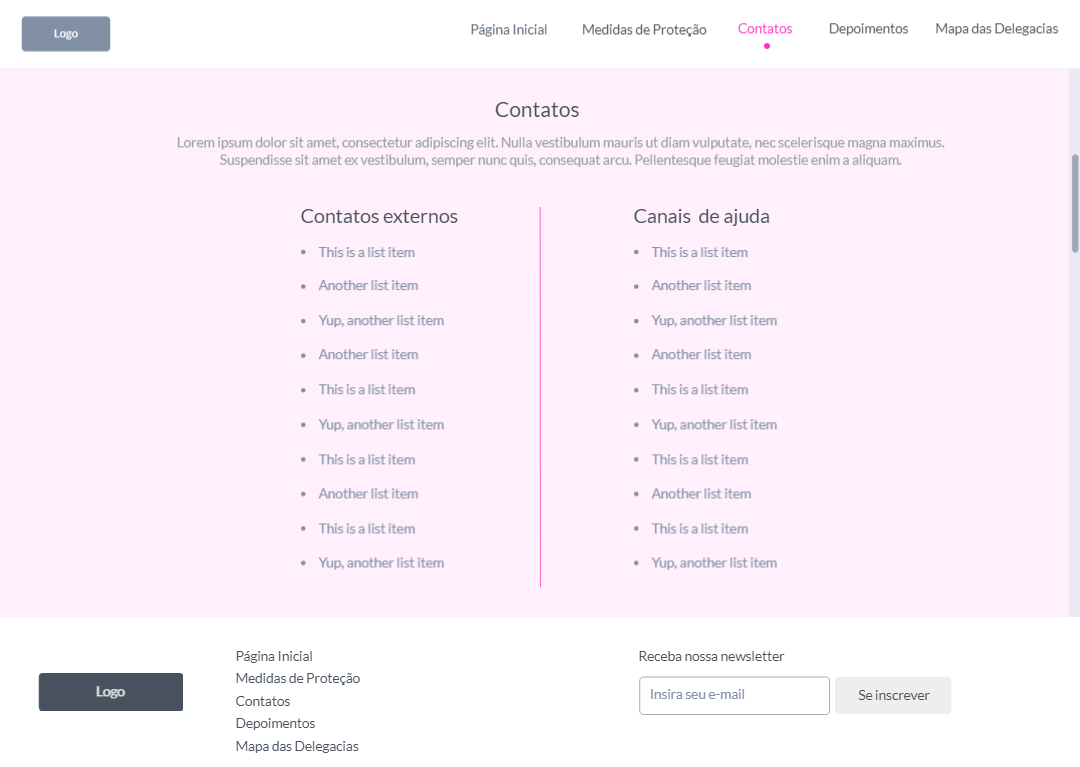 Logo
Página Inicial
Medidas de Proteção
Contatos
Depoimentos
Mapa das Delegacias
Contatos
Lorem ipsum dolor sit amet, consectetur adipiscing elit. Nulla vestibulum mauris ut diam vulputate, nec scelerisque magna maximus.
Suspendisse sit amet ex vestibulum, semper nunc quis, consequat arcu. Pellentesque feugiat molestie enim a aliquam.
Contatos externos
• This is a list item
• Another list item
• Yup, another list item
• Another list item
• This is a list item
• Yup, another list item
• This is a list item
• Another list item
• This is a list item
• Yup, another list item
Canais de ajuda
• This is a list item
• Another list item
• Yup, another list item
• Another list item
• This is a list item
• Yup, another list item
• This is a list item
• Another list item
• This is a list item
• Yup, another list item
Logo
Página Inicial
Medidas de Proteção
Contatos
Depoimentos
Mapa das Delegacias
Receba nossa newsletter
Insira seu e-mail
Se inscrever